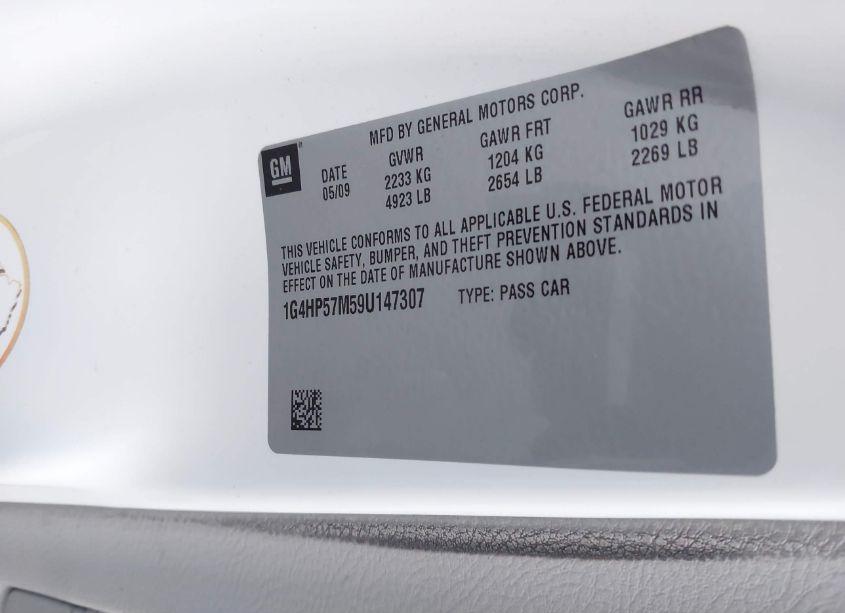 GM
MFD BY GENERAL MOTORS CORP.
DATE GVWR GAWR FRT GAWR RR
05/09 2233 KG 1204 KG 1029 KG
4923 LB 2654 LB 2269 LB
THIS VEHICLE CONFORMS TO ALL APPLICABLE U.S. FEDERAL MOTOR
VEHICLE SAFETY, BUMPER, AND THEFT PREVENTION STANDARDS IN
EFFECT ON THE DATE OF MANUFACTURE SHOWN ABOVE.
1G4HP57M59U147307 TYPE: PASS CAR